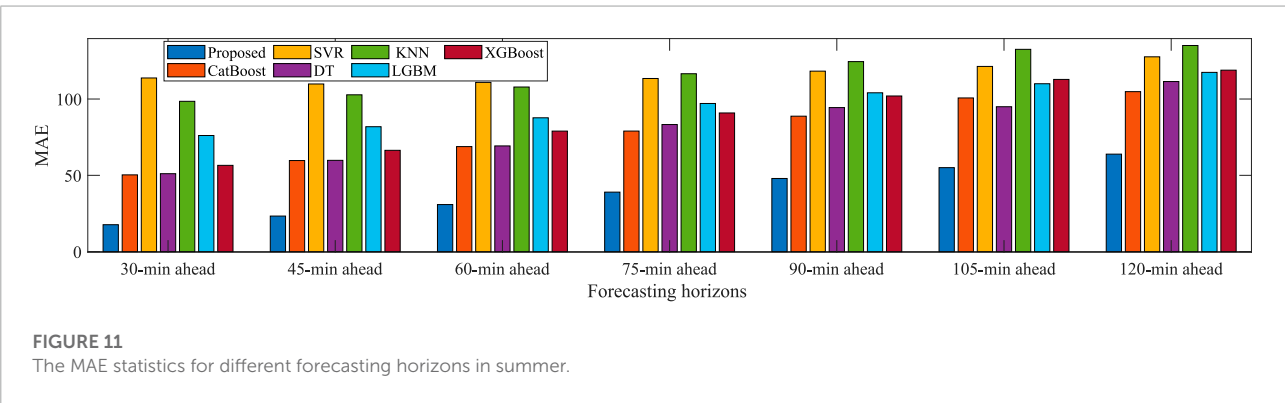 Proposed SVR KNN XGBoost
CatBoost DT LGBM
100
50
0
MAE
30-min ahead 45-min ahead 60-min ahead 75-min ahead 90-min ahead 105-min ahead 120-min ahead
Forecasting horizons
FIGURE 11
The MAE statistics for different forecasting horizons in summer.